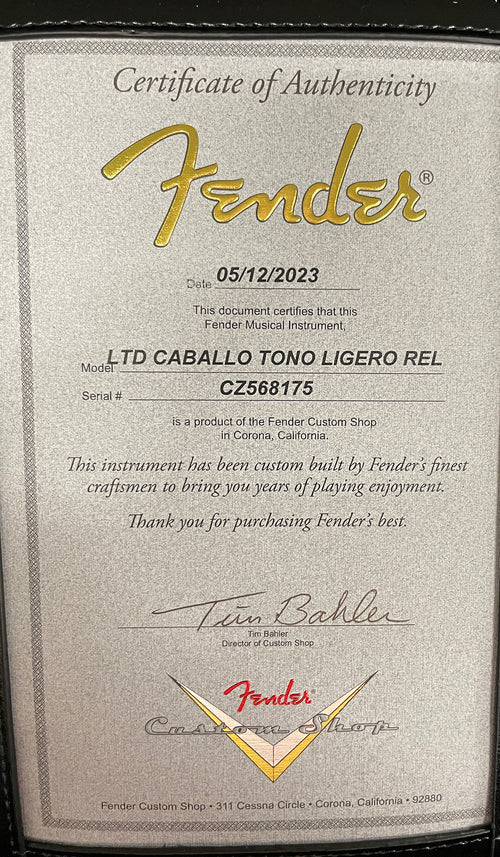 Certificate of Authenticity
Fender®
Date 05/12/2023
This document certifies that this
Fender Musical Instrument,
Model LTD CABALLO TONO LIGERO REL
Serial # CZ568175
is a product of the Fender Custom Shop
in Corona, California.
This instrument has been custom built by Fender's finest
craftsmen to bring you years of playing enjoyment.
Thank you for purchasing Fender's best.
Tim Bahler
Tim Bahler
Director of Custom Shop
Fender®
Custom Shop
Fender Custom Shop • 311 Cessna Circle • Corona, California • 92880